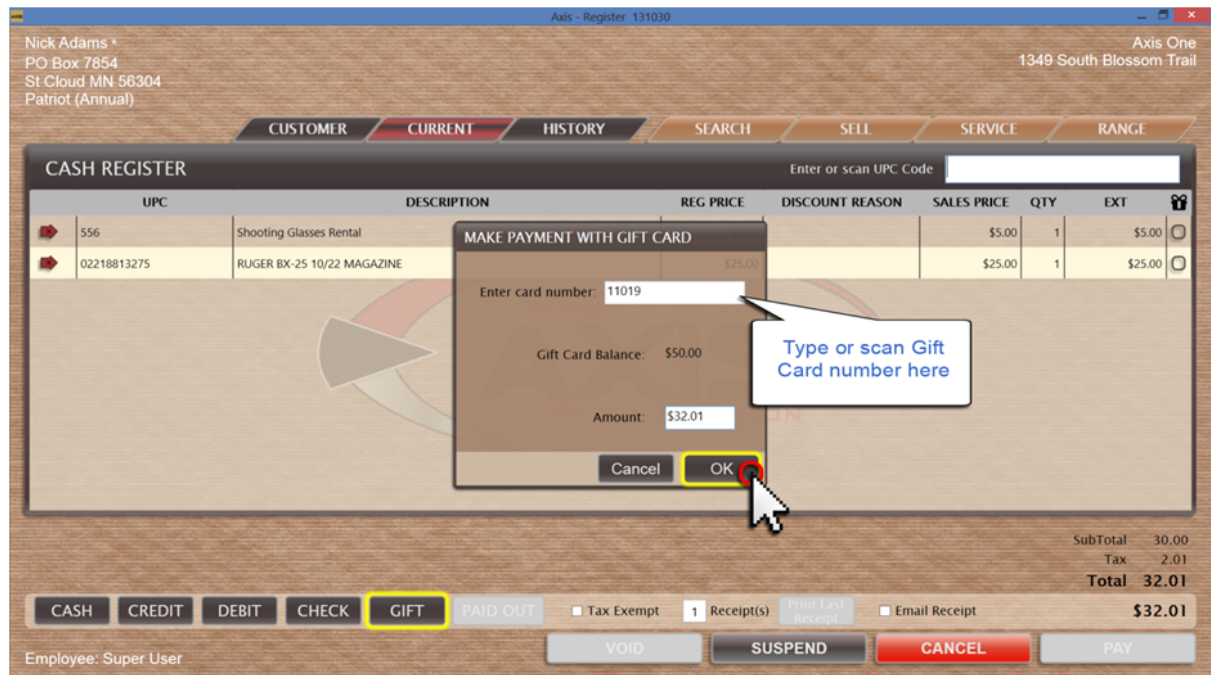 Axis - Register 131030
Nick Adams *
PO Box 7854
St Cloud MN 56304
Patriot (Annual)
Axis One
1349 South Blossom Trail
CUSTOMER CURRENT HISTORY SEARCH SELL SERVICE RANGE
CASH REGISTER Enter or scan UPC Code
UPC DESCRIPTION REG PRICE DISCOUNT REASON SALES PRICE QTY EXT
556 Shooting Glasses Rental $5.00 1 $5.00
02218813275 RUGER BX-25 10/22 MAGAZINE $25.00 $25.00 1 $25.00
MAKE PAYMENT WITH GIFT CARD
Enter card number: 11019
Gift Card Balance: $50.00
Amount: $32.01
Cancel OK
Type or scan Gift
Card number here
AXIS
SubTotal 30.00
Tax 2.01
Total 32.01
CASH CREDIT DEBIT CHECK GIFT PAID OUT Tax Exempt 1 Receipt(s) Print Last Receipt Email Receipt $32.01
VOID SUSPEND CANCEL PAY
Employee: Super User